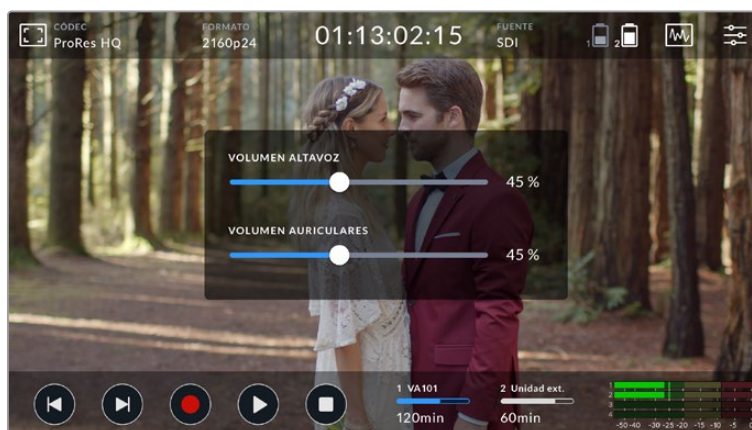 CÓDEC
ProRes HQ
FORMATO
2160p24
01:13:02:15
FUENTE
SDI
1
2
VOLUMEN ALTAVOZ
45 %
VOLUMEN AURICULARES
45 %
1 VA101
120min
2 Unidad ext.
60min
1
2
3
4
-50 -40 -30 -25 -20 -15 -10 -5